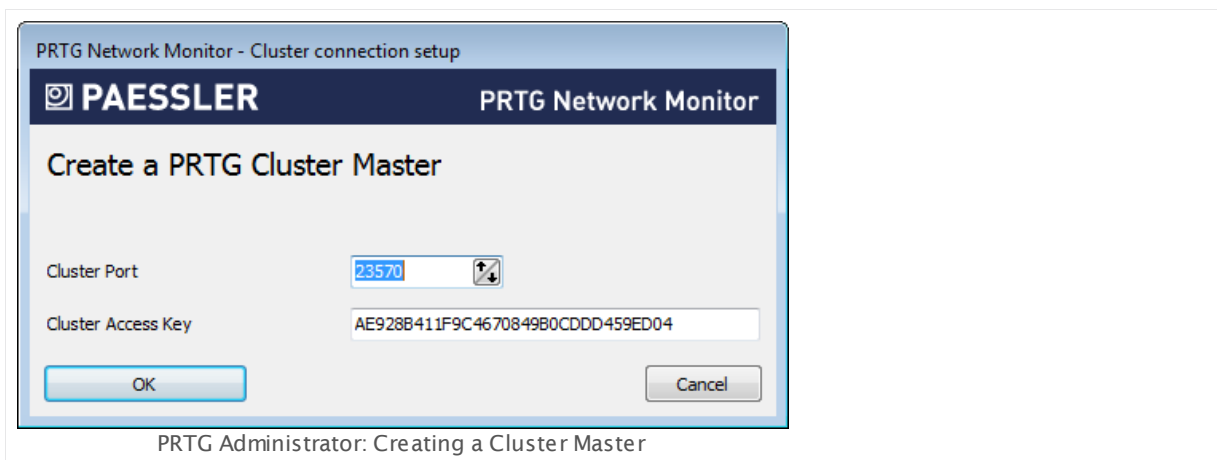 PRTG Network Monitor - Cluster connection setup
PAESSLER PRTG Network Monitor
Create a PRTG Cluster Master
Cluster Port 23570
Cluster Access Key AE928B411F9C4670849B0CDDD459ED04
OK Cancel
PRTG Administrator: Creating a Cluster Master